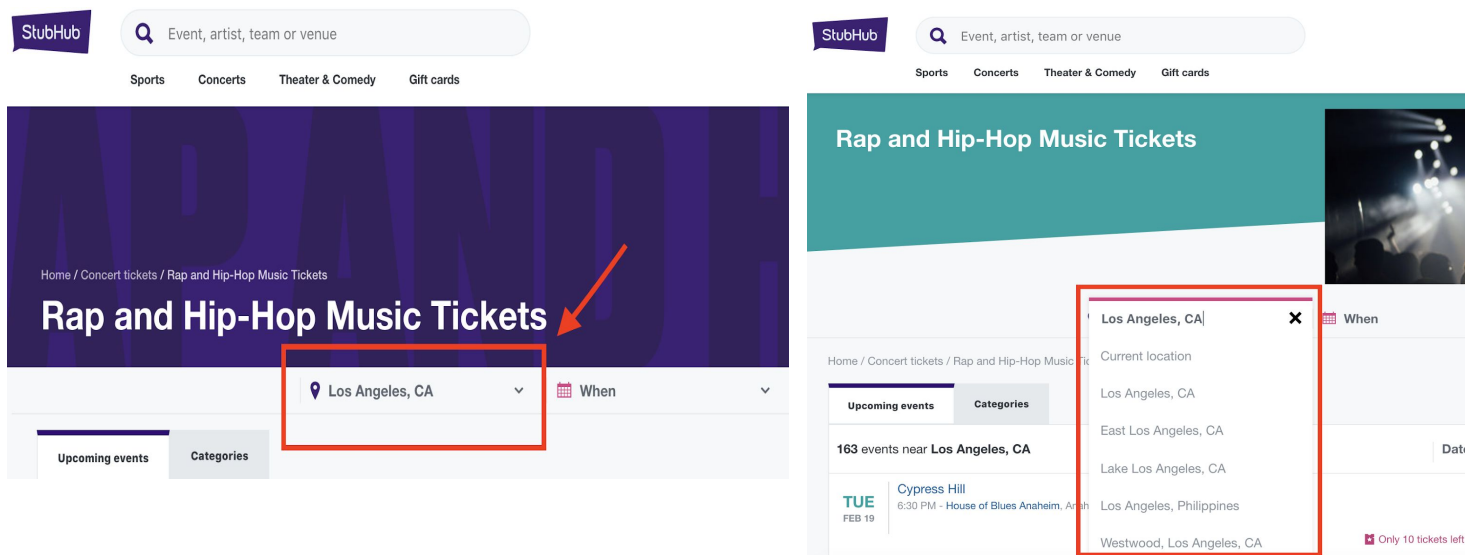 StubHub
Event, artist, team or venue
Sports Concerts Theater & Comedy Gift cards
AP AND H
Home / Concert tickets / Rap and Hip-Hop Music Tickets
Rap and Hip-Hop Music Tickets
Los Angeles, CA When
Upcoming events Categories
StubHub
Event, artist, team or venue
Sports Concerts Theater & Comedy Gift cards
Rap and Hip-Hop Music Tickets
Los Angeles, CA When
Current location
Home / Concert tickets / Rap and Hip-Hop Music Tic
Los Angeles, CA
Upcoming events Categories
East Los Angeles, CA
163 events near Los Angeles, CA Date
Lake Los Angeles, CA
Cypress Hill
TUE
FEB 19
6:30 PM - House of Blues Anaheim, Anah
Los Angeles, Philippines
Westwood, Los Angeles, CA
Only 10 tickets left